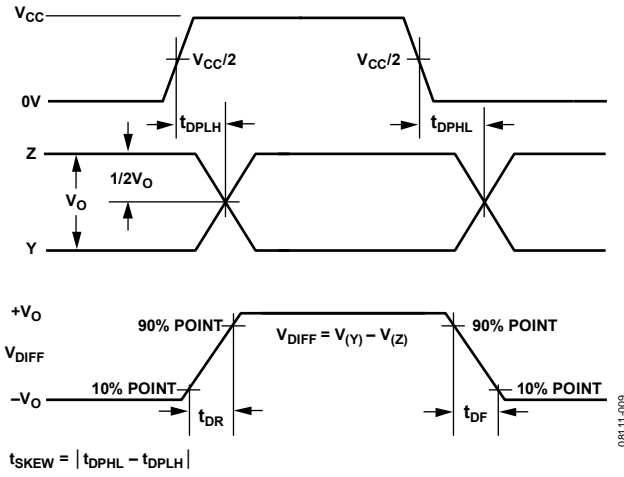 VCC
VCC/2
VCC/2
0V
tDPLH
tDPHL
Z
1/2VO
VO
Y
+VO
90% POINT
VDIFF = V(Y) – V(Z)
90% POINT
VDIFF
10% POINT
10% POINT
–VO
tDR
tDF
tSKEW = |tDPHL – tDPLH|
08111-009